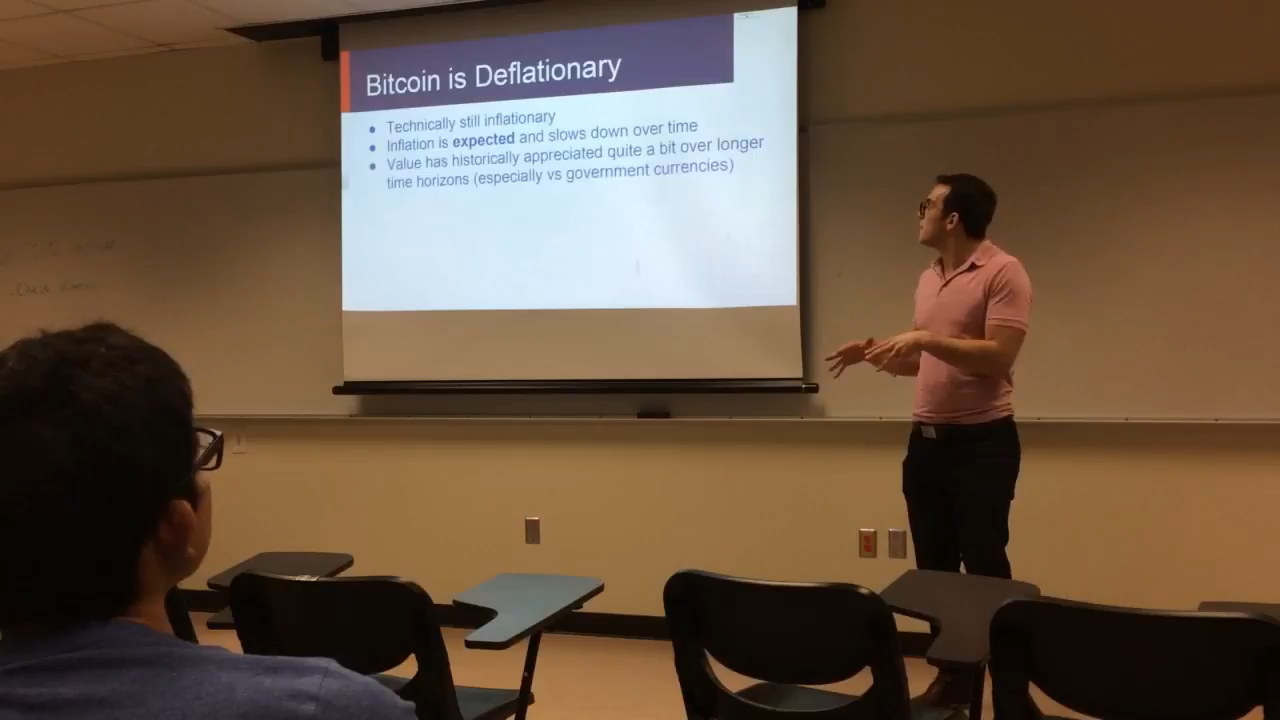 Bitcoin is Deflationary
● Technically still inflationary
● Inflation is expected and slows down over time
● Value has historically appreciated quite a bit over longer
time horizons (especially vs government currencies)